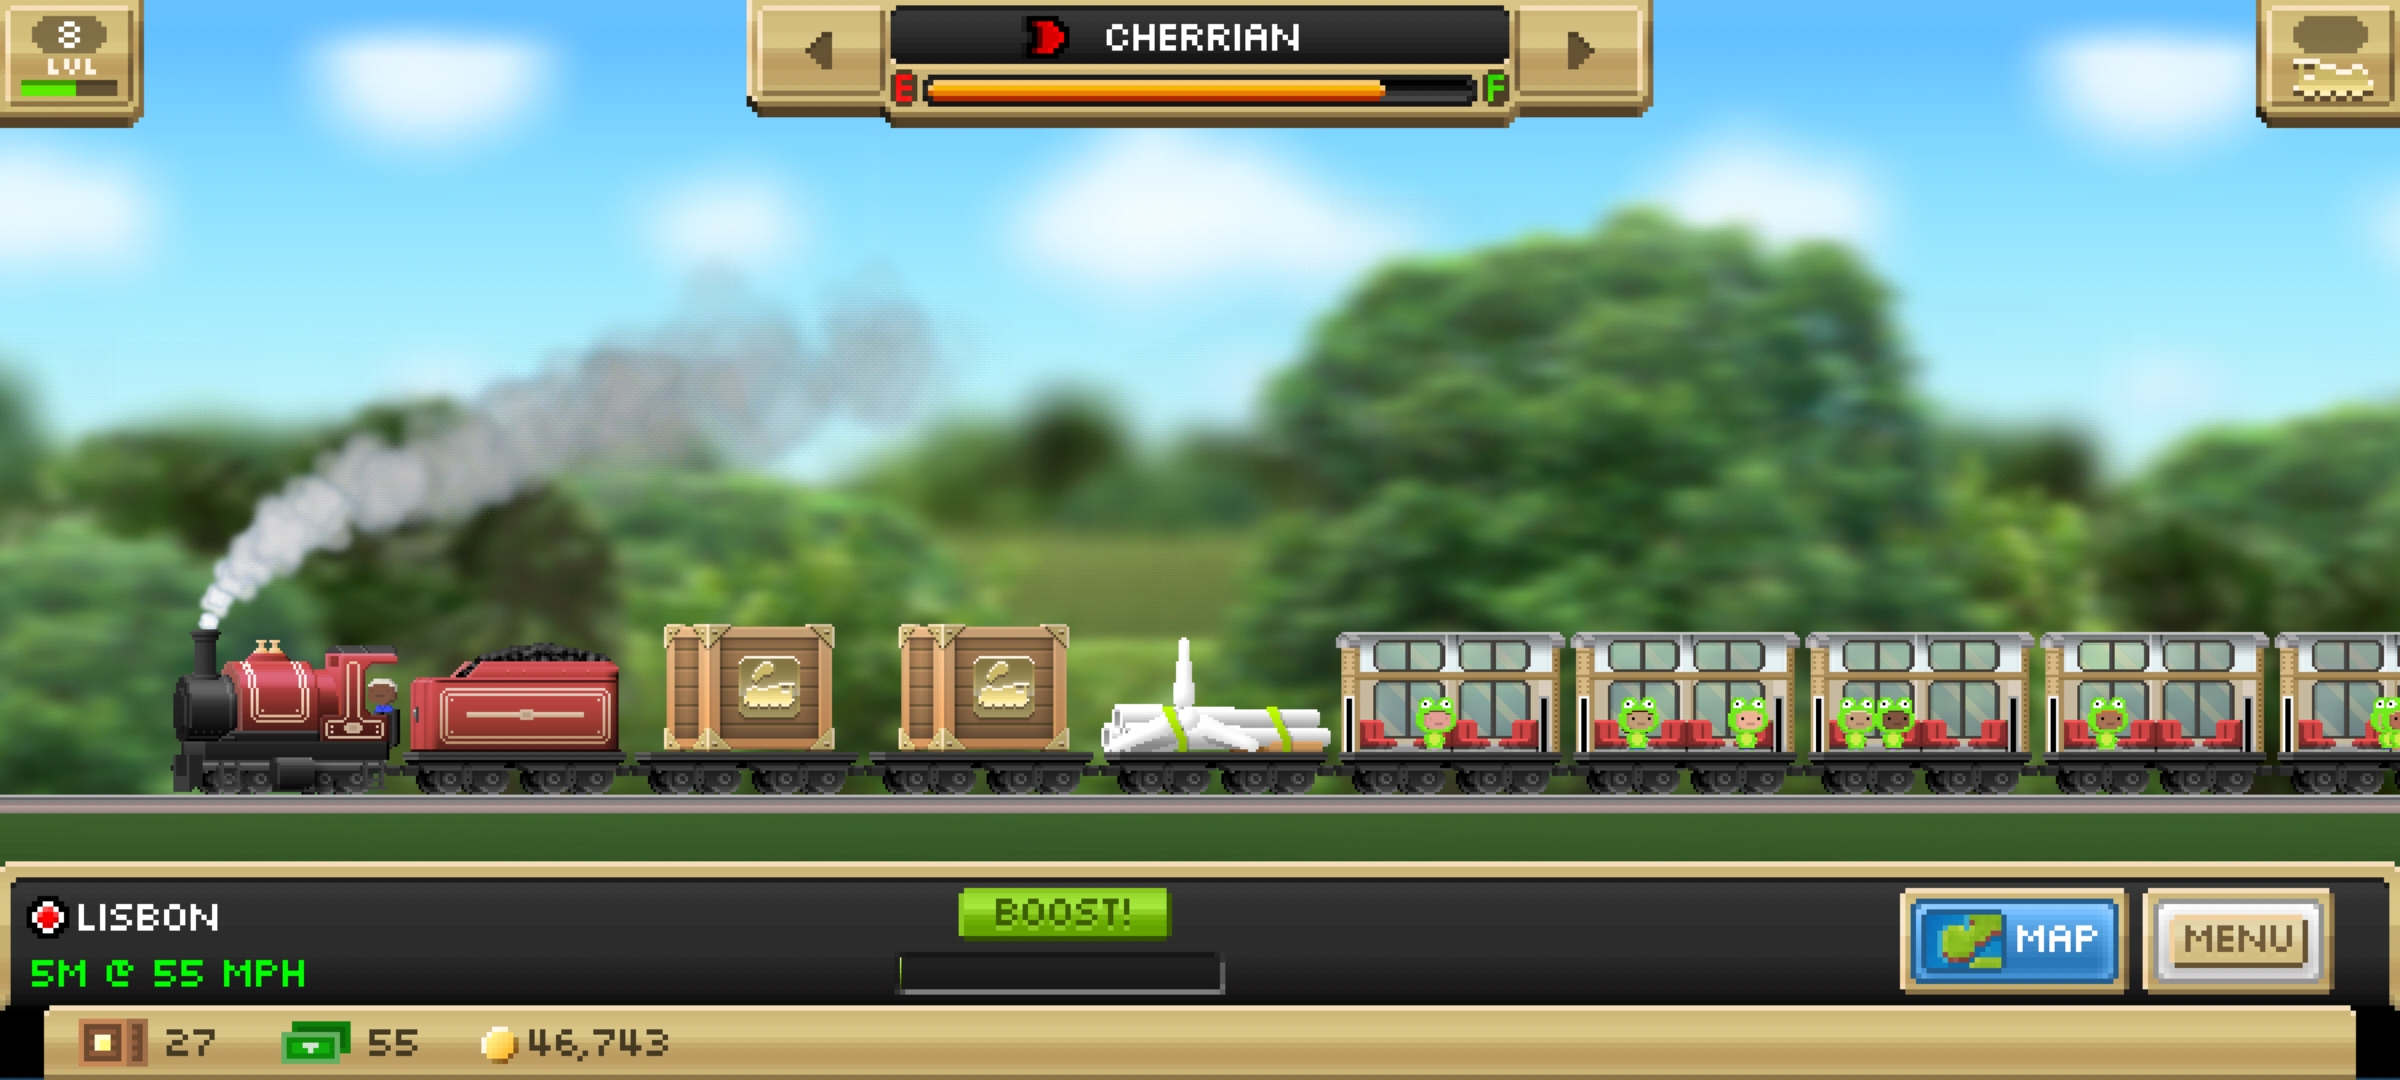 8
LVL
CHERRIAN
E F
LISBON
5M @ 55 MPH
BOOST!
MAP
MENU
27 55 46,743